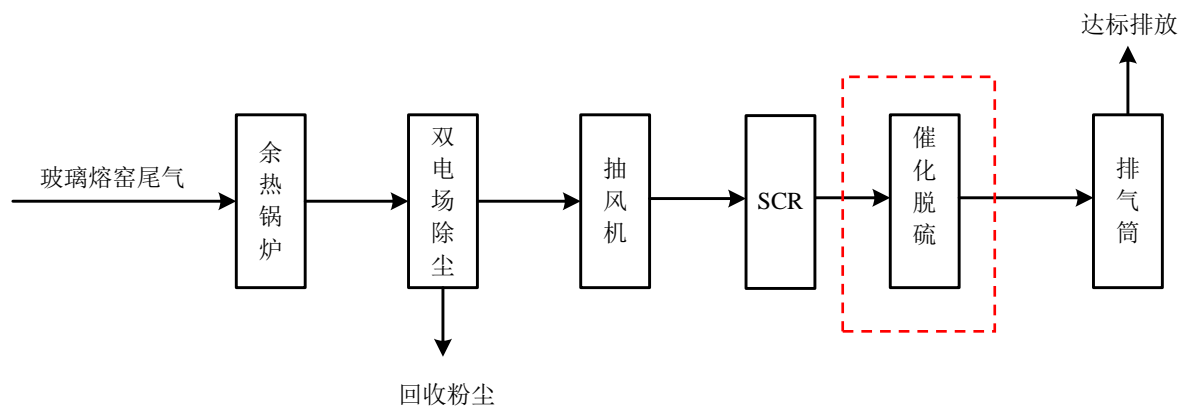 达标排放
玻璃熔窑尾气
余热锅炉
双电场除尘
抽风机
SCR
催化脱硫
排气筒
回收粉尘